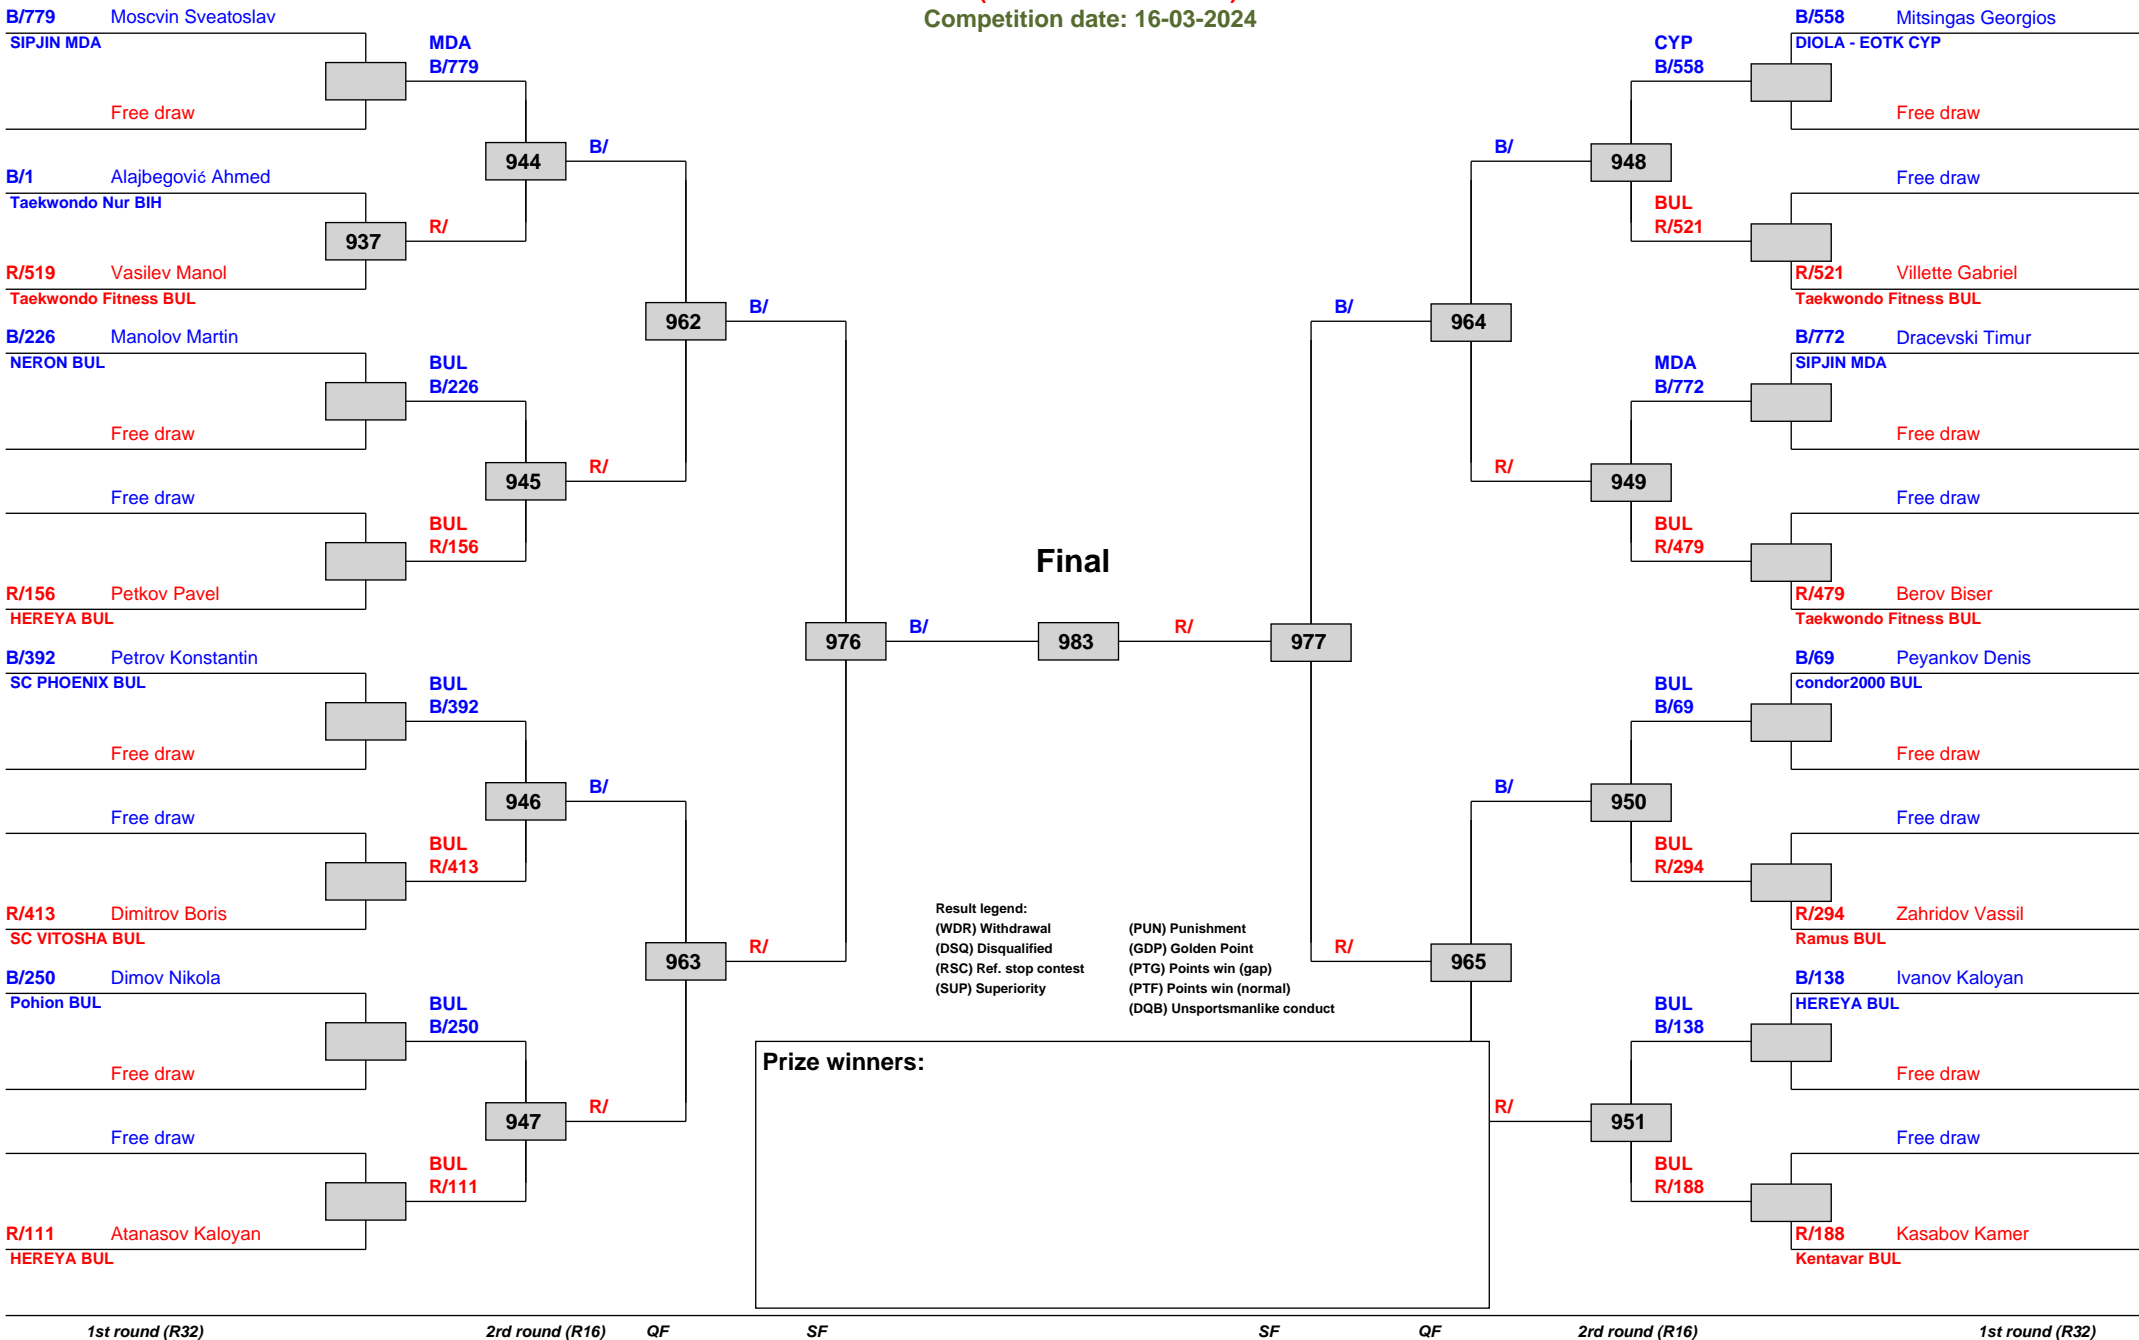 Competition date: 16-03-2024
B/779 Moscvin Sveatoslav
SIPJIN MDA
MDA
B/779
Free draw
944
B/
B/1 Alajbegović Ahmed
Taekwondo Nur BIH
937
R/
R/519 Vasilev Manol
Taekwondo Fitness BUL
962
B/
B/226 Manolov Martin
NERON BUL
BUL
B/226
Free draw
945
R/
Free draw
BUL
R/156
R/156 Petkov Pavel
HEREYA BUL
976
B/
B/392 Petrov Konstantin
SC PHOENIX BUL
BUL
B/392
Free draw
946
B/
Free draw
BUL
R/413
R/413 Dimitrov Boris
SC VITOSHA BUL
963
R/
B/250 Dimov Nikola
Pohion BUL
BUL
B/250
Free draw
947
R/
Free draw
BUL
R/111
R/111 Atanasov Kaloyan
HEREYA BUL
Final
983
R/
977
B/558 Mitsingas Georgios
DIOLA - EOTK CYP
CYP
B/558
Free draw
B/
948
Free draw
BUL
R/521
R/521 Villette Gabriel
Taekwondo Fitness BUL
B/
964
B/772 Dracevski Timur
SIPJIN MDA
MDA
B/772
Free draw
R/
949
Free draw
BUL
R/479
R/479 Berov Biser
Taekwondo Fitness BUL
B/69 Peyankov Denis
condor2000 BUL
BUL
B/69
Free draw
B/
950
Free draw
BUL
R/294
R/294 Zahridov Vassil
Ramus BUL
R/
965
B/138 Ivanov Kaloyan
HEREYA BUL
BUL
B/138
Free draw
R/
951
Free draw
BUL
R/188
R/188 Kasabov Kamer
Kentavar BUL
Result legend:
(WDR) Withdrawal (PUN) Punishment
(DSQ) Disqualified (GDP) Golden Point
(RSC) Ref. stop contest (PTG) Points win (gap)
(SUP) Superiority (PTF) Points win (normal)
(DQB) Unsportsmanlike conduct
Prize winners:
1st round (R32) 2rd round (R16) QF SF SF QF 2rd round (R16) 1st round (R32)